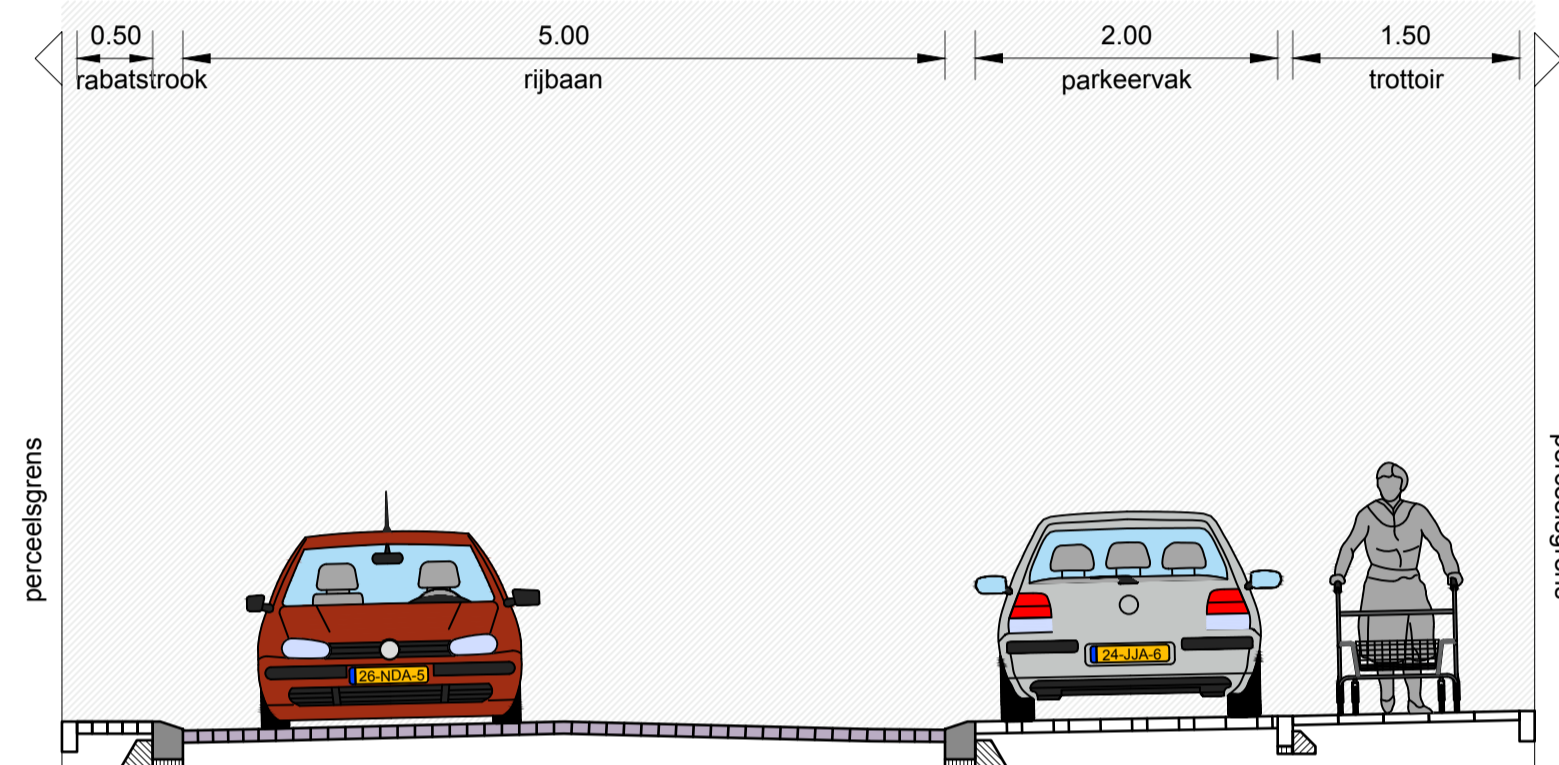 0.50 5.00 2.00 1.50
rabatstrook rijbaan parkeervak trottoir
perceelsgrens
perceelsgrens
26-NDA-5
24-JJA-6